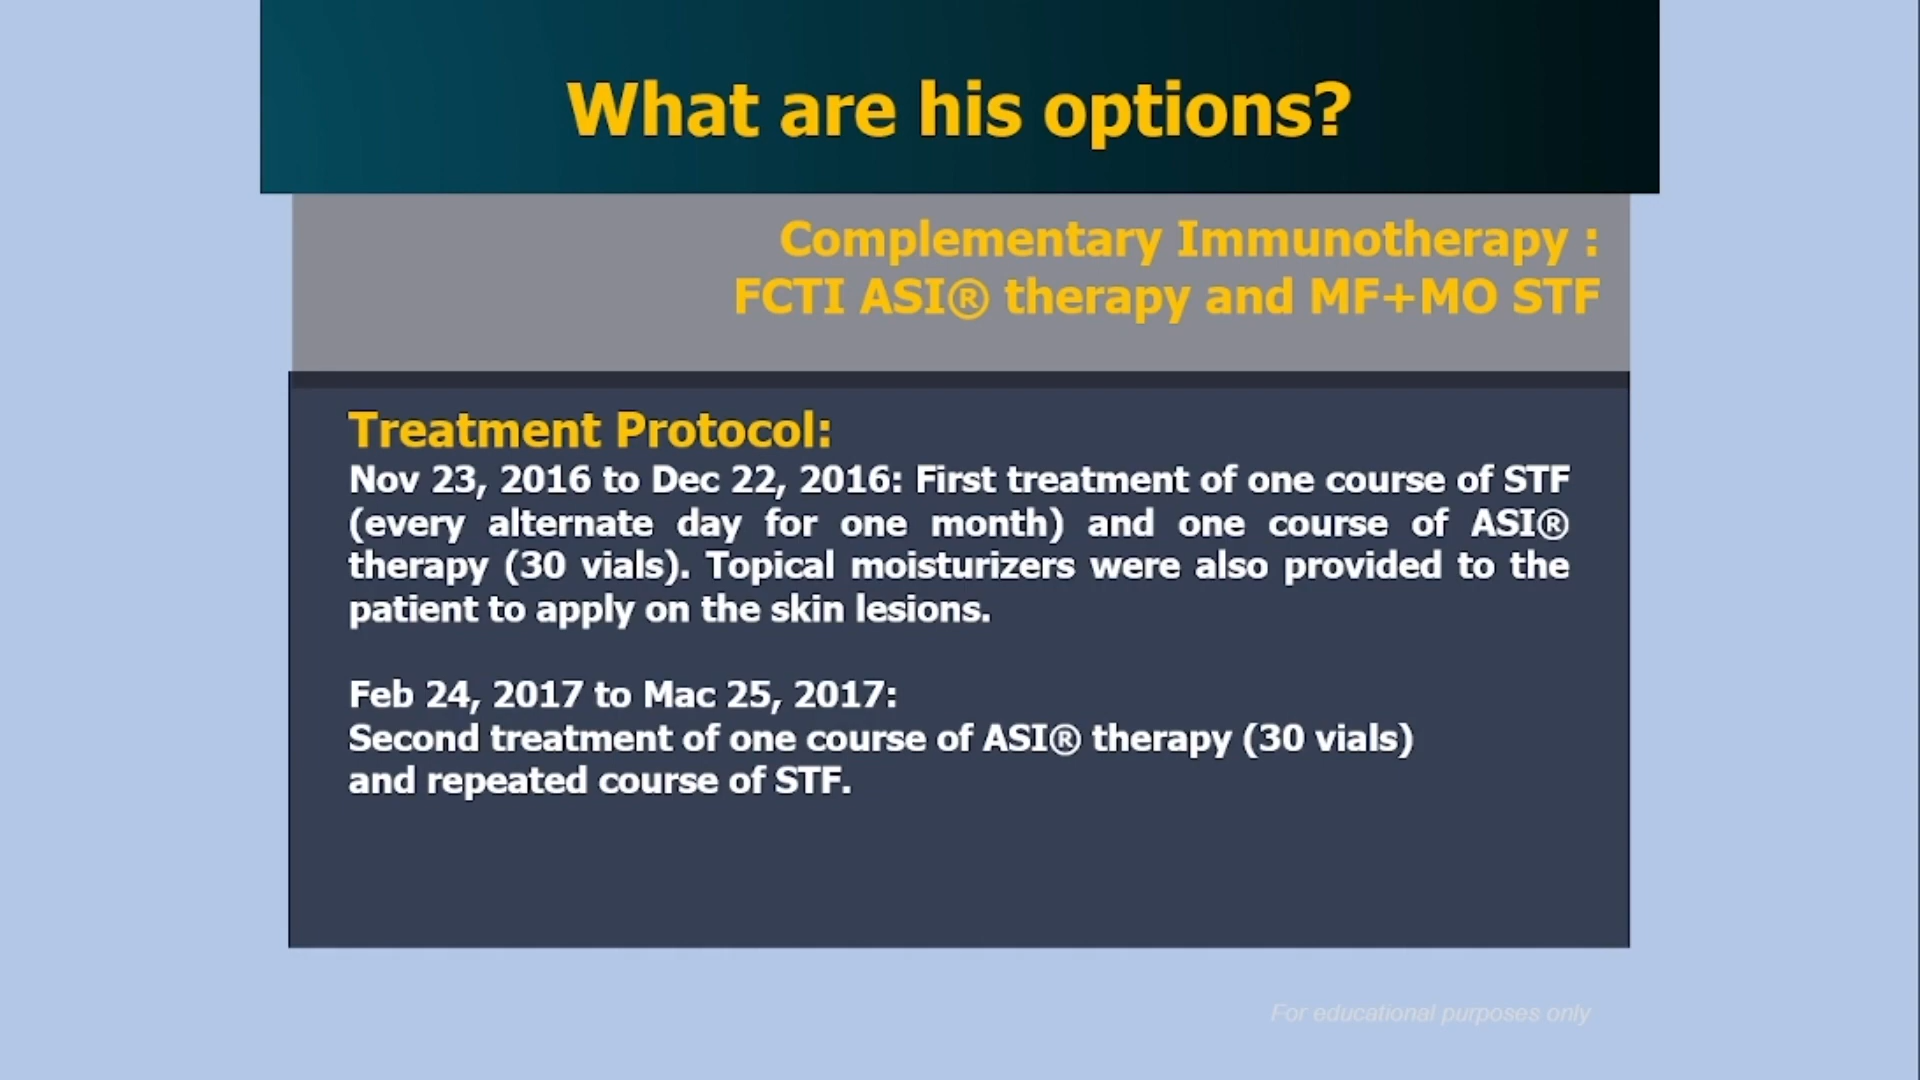 What are his options?
Complementary Immunotherapy :
FCTI ASI® therapy and MF+MO STF
Treatment Protocol:
Nov 23, 2016 to Dec 22, 2016: First treatment of one course of STF
(every alternate day for one month) and one course of ASI®
therapy (30 vials). Topical moisturizers were also provided to the
patient to apply on the skin lesions.
Feb 24, 2017 to Mac 25, 2017:
Second treatment of one course of ASI® therapy (30 vials)
and repeated course of STF.
For educational purposes only